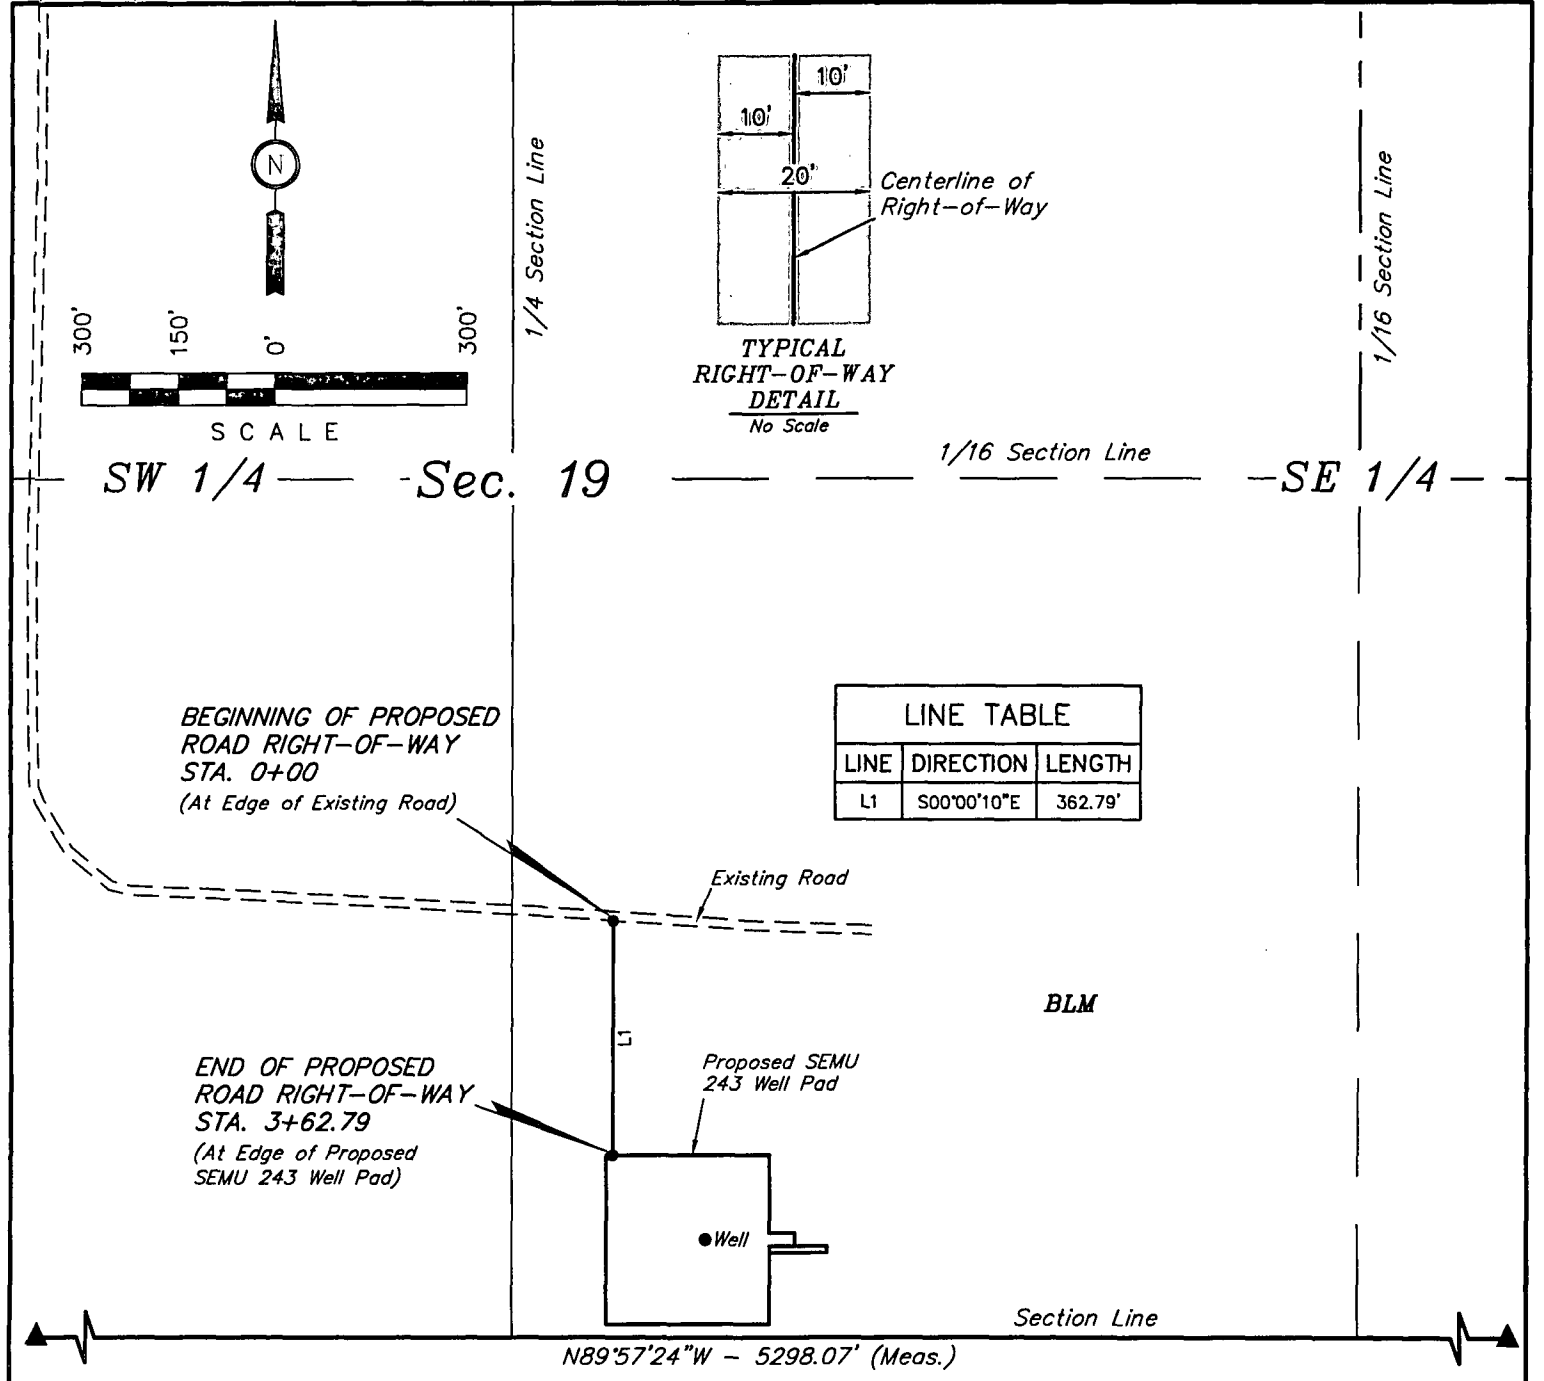 N
300'
150'
0'
300'
SCALE
1/4 Section Line
10'
10'
20'
Centerline of
Right-of-Way
TYPICAL
RIGHT-OF-WAY
DETAIL
No Scale
1/16 Section Line
1/16 Section Line
SW 1/4
Sec. 19
SE 1/4
BEGINNING OF PROPOSED
ROAD RIGHT-OF-WAY
STA. 0+00
(At Edge of Existing Road)
LINE TABLE
LINE DIRECTION LENGTH
L1 S00°00'10"E 362.79'
Existing Road
BLM
L1
END OF PROPOSED
ROAD RIGHT-OF-WAY
STA. 3+62.79
(At Edge of Proposed
SEMU 243 Well Pad)
Proposed SEMU
243 Well Pad
Well
Section Line
N89°57'24"W - 5298.07' (Meas.)